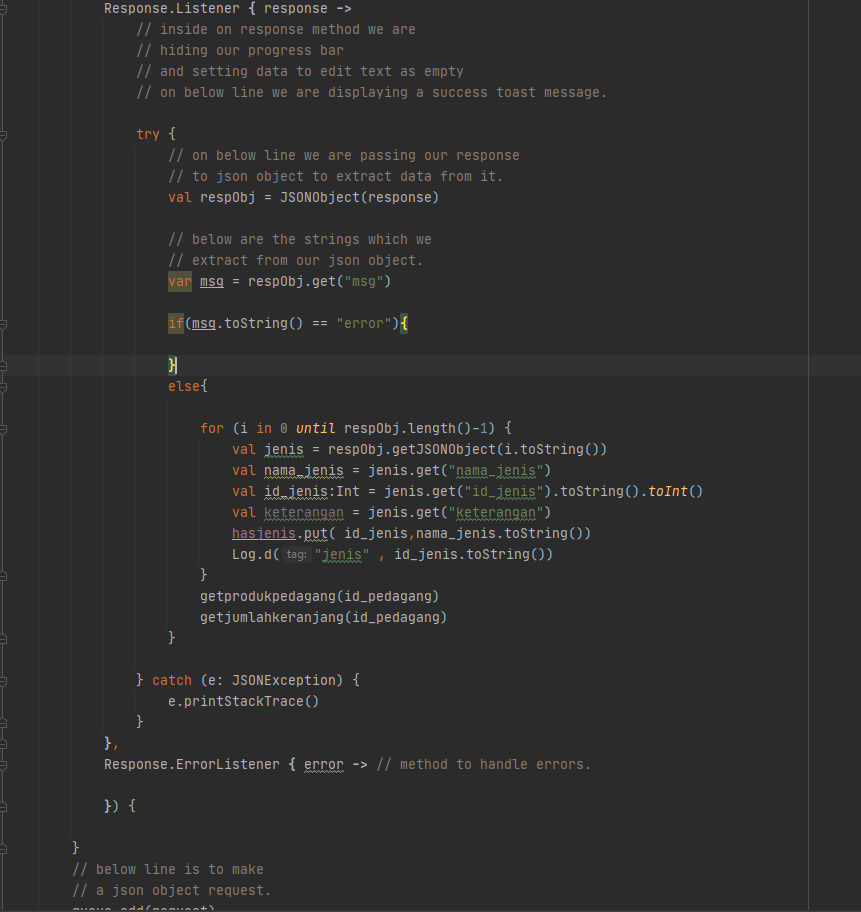 Response.Listener { response ->
// inside on response method we are
// hiding our progress bar
// and setting data to edit text as empty
// on below line we are displaying a success toast message.
try {
// on below line we are passing our response
// to json object to extract data from it.
val respObj = JSONObject(response)
// below are the strings which we
// extract from our json object.
var msg = respObj.get("msg")
if(msg.toString() == "error"){
}
else{
for (i in 0 until respObj.length()-1) {
val jenis = respObj.getJSONObject(i.toString())
val nama_jenis = jenis.get("nama_jenis")
val id_jenis:Int = jenis.get("id_jenis").toString().toInt()
val keterangan = jenis.get("keterangan")
hasjenis.put( id_jenis,nama_jenis.toString())
Log.d( tag: "jenis" , id_jenis.toString())
}
getprodukpedagang(id_pedagang)
getjumlahkeranjang(id_pedagang)
}
} catch (e: JSONException) {
e.printStackTrace()
}
},
Response.ErrorListener { error -> // method to handle errors.
}) {
}
// below line is to make
// a json object request.
queue.add(request)